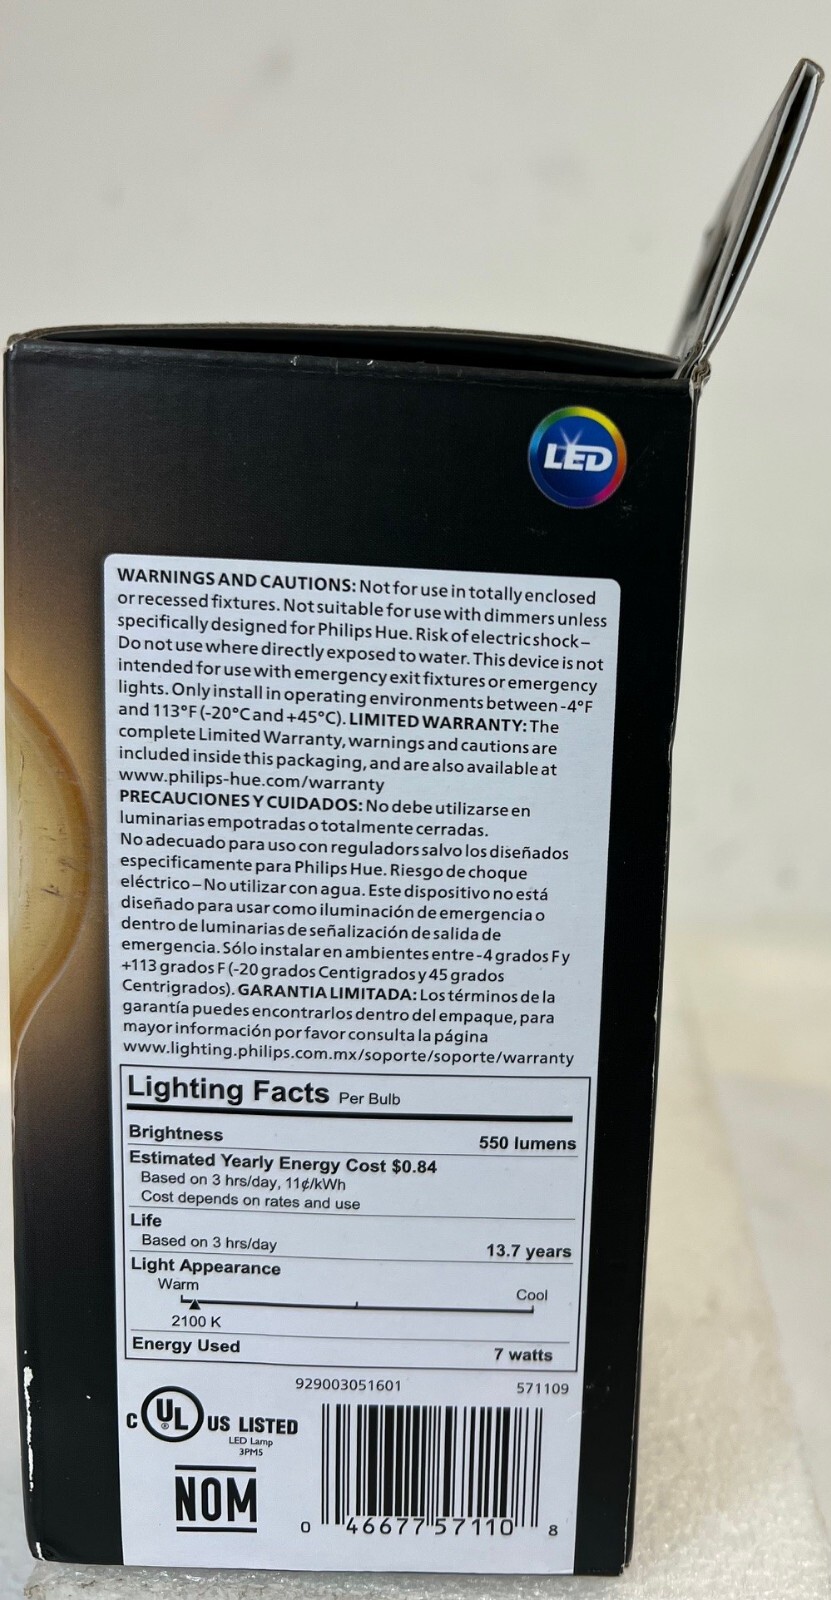 LED
WARNINGS AND CAUTIONS: Not for use in totally enclosed
or recessed fixtures. Not suitable for use with dimmers unless
specifically designed for Philips Hue. Risk of electric shock –
Do not use where directly exposed to water. This device is not
intended for use with emergency exit fixtures or emergency
lights. Only install in operating environments between -4°F
and 113°F (-20°C and +45°C). LIMITED WARRANTY: The
complete Limited Warranty, warnings and cautions are
included inside this packaging, and are also available at
www.philips-hue.com/warranty
PRECAUCIONES Y CUIDADOS: No debe utilizarse en
luminarias empotradas o totalmente cerradas.
No adecuado para uso con reguladors salvo los diseñados
especificamente para Philips Hue. Riesgo de choque
eléctrico – No utilizar con agua. Este dispositivo no está
diseñado para usar como iluminación de emergencia o
dentro de luminarias de señalización de salida de
emergencia. Sólo instalar en ambientes entre -4 grados F y
+113 grados F (-20 grados Centigrados y 45 grados
Centrigrados). GARANTIA LIMITADA: Los términos de la
garantía puedes encontrarlos dentro del empaque, para
mayor información por favor consulta la página
www.lighting.philips.com.mx/soporte/soporte/warranty
Lighting Facts Per Bulb
Brightness 550 lumens
Estimated Yearly Energy Cost $0.84
Based on 3 hrs/day, 11¢/kWh
Cost depends on rates and use
Life
Based on 3 hrs/day 13.7 years
Light Appearance
Warm Cool
2100 K
Energy Used 7 watts
929003051601 571109
C UL ® US LISTED
LED Lamp
3PM5
NOM
0 46677 57110 8